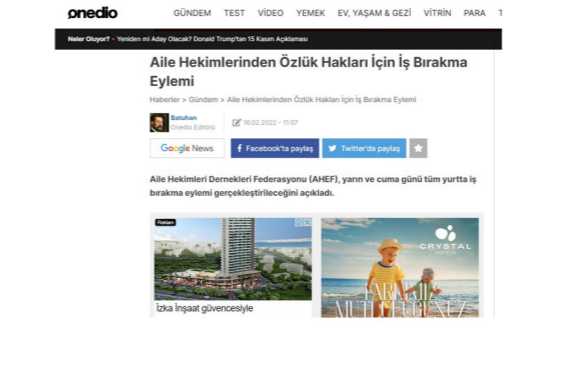 onedio
GÜNDEM TEST VİDEO YEMEK EV, YAŞAM & GEZİ VİTRİN PARA
Neler Oluyor? - Yeniden mi Aday Olacak? Donald Trump'tan 15 Kasım Açıklaması
Aile Hekimlerinden Özlük Hakları İçin İş Bırakma
Eylemi
Haberler > Gündem > Aile Hekimlerinden Özlük Hakları İçin İş Bırakma Eylemi
Batuhan
Onedio Editörü
16.02.2022 - 11:07
Google News
Facebook'ta paylaş
Twitter'da paylaş
Aile Hekimleri Dernekleri Federasyonu (AHEF), yarın ve cuma günü tüm yurtta iş
bırakma eylemi gerçekleştirileceğini açıkladı.
Reklam
CRYSTAL
HOTELS
İzka İnşaat güvencesiyle